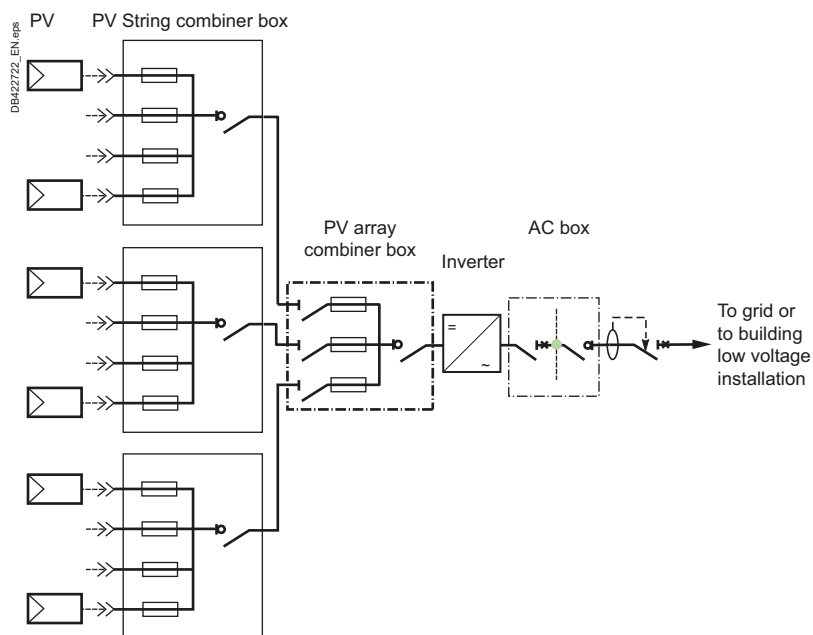 DB422722_EN.eps
PV
PV String combiner box
PV array
combiner box
Inverter
AC box
=
~
To grid or
to building
low voltage
installation